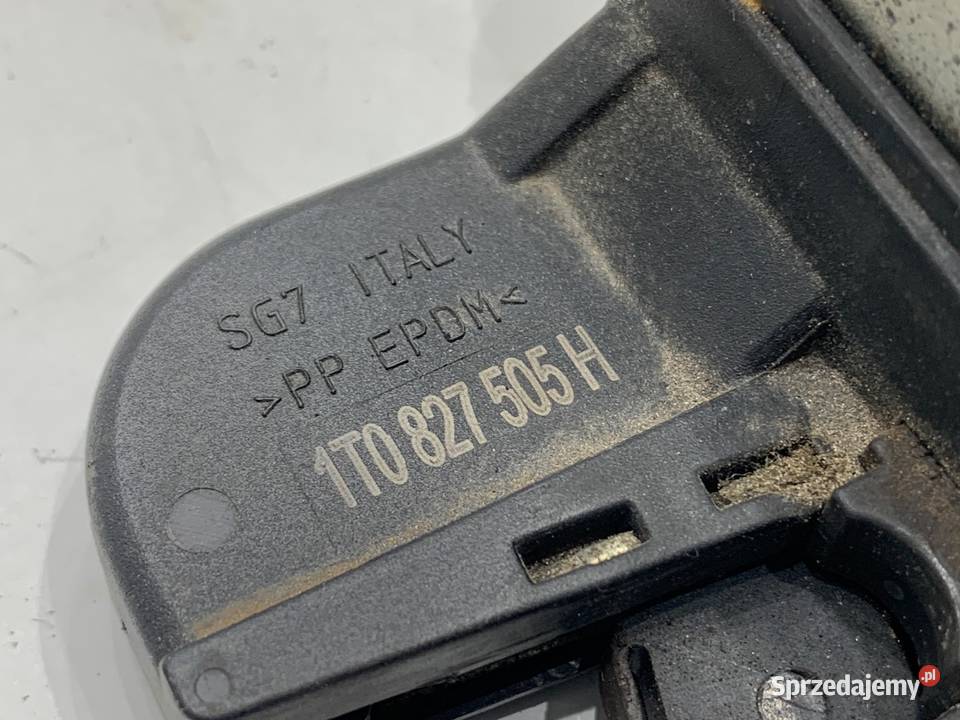 SG7 ITALY
>PP EPDM<
1T0 827 505 H
Sprzedajemy.pl